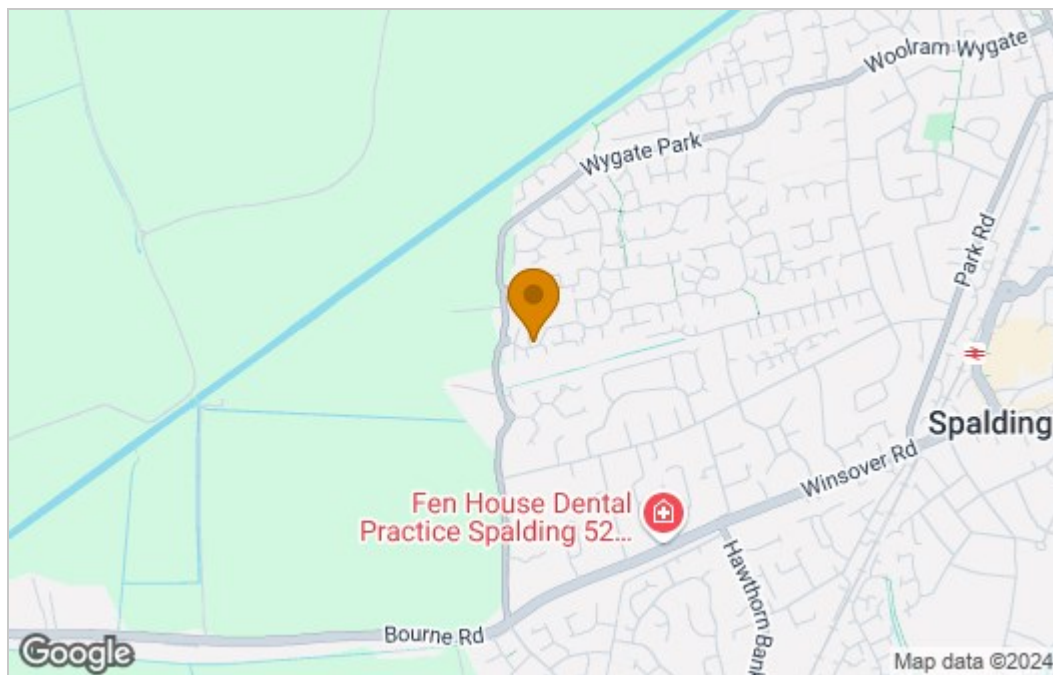 Woolram Wygate
Wygate Park
Park Rd
Spalding
Winsover Rd
Fen House Dental
Practice Spalding 52...
Hawthorn Bank
Bourne Rd
Google
Map data ©2024